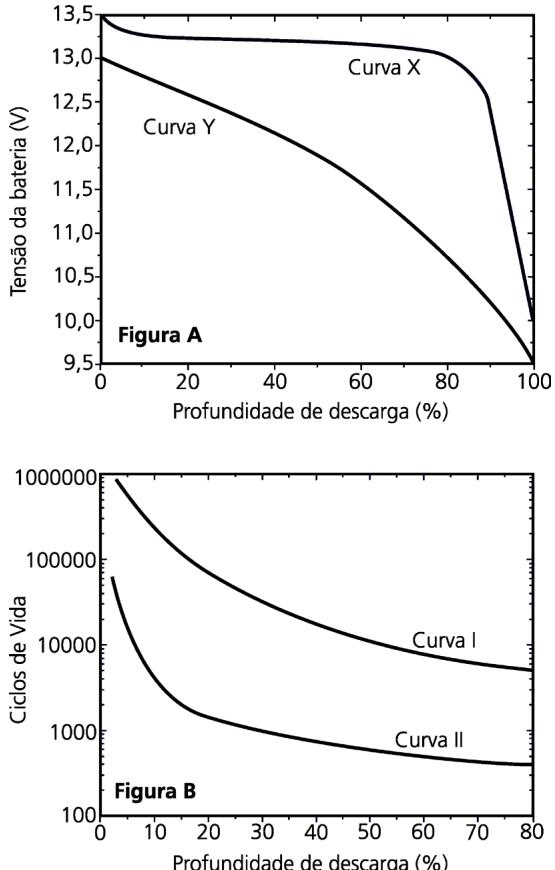 Tensão da bateria (V)
13,5
13,0
12,5
12,0
11,5
11,0
10,5
10,0
9,5
Curva X
Curva Y
Figura A
0 20 40 60 80 100
Profundidade de descarga (%)
Ciclos de Vida
1000000
100000
10000
1000
100
Curva I
Curva II
Figura B
0 10 20 30 40 50 60 70 80
Profundidade de descarga (%)